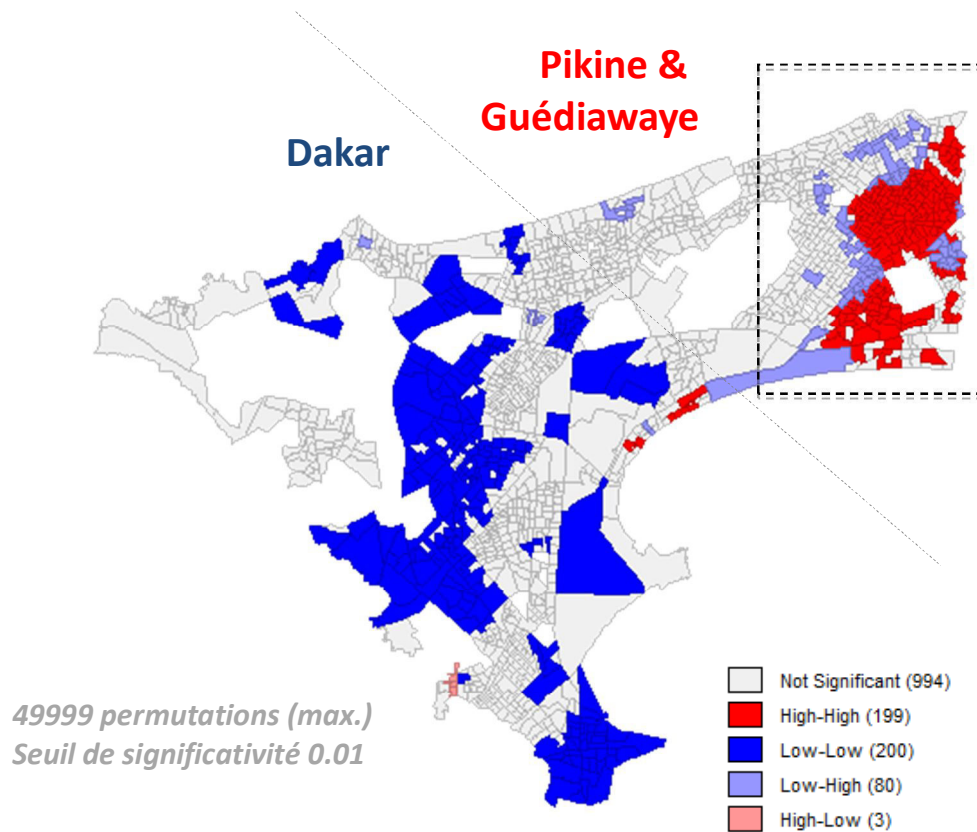 Pikine &
Guédiawaye
Dakar
49999 permutations (max.)
Seuil de significativité 0.01
Not Significant (994)
High-High (199)
Low-Low (200)
Low-High (80)
High-Low (3)